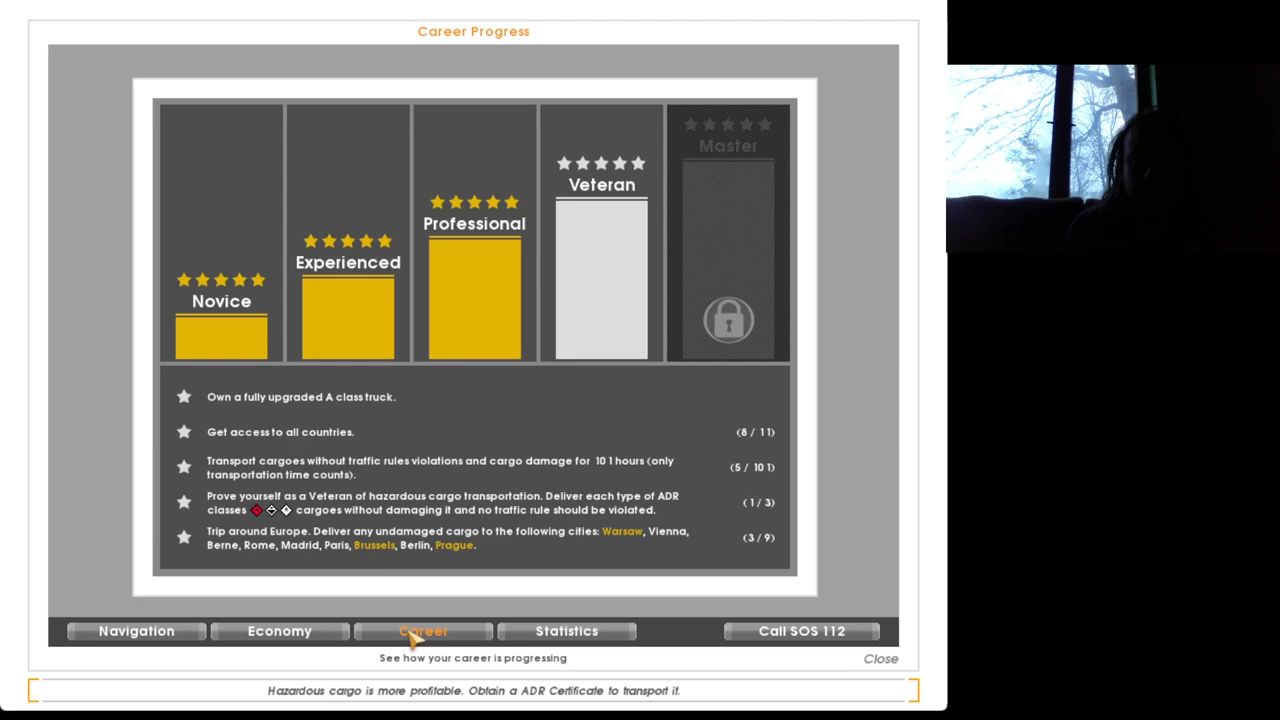 Career Progress
Master
Veteran
Professional
Experienced
Novice
Own a fully upgraded A class truck.
Get access to all countries. (8 / 11)
Transport cargoes without traffic rules violations and cargo damage for 101 hours (only
transportation time counts). (5 / 101)
Prove yourself as a Veteran of hazardous cargo transportation. Deliver each type of ADR
classes cargoes without damaging it and no traffic rule should be violated. (1 / 3)
Trip around Europe. Deliver any undamaged cargo to the following cities: Warsaw, Vienna,
Berne, Rome, Madrid, Paris, Brussels, Berlin, Prague. (3 / 9)
Navigation Economy Career Statistics Call SOS 112
See how your career is progressing Close
Hazardous cargo is more profitable. Obtain a ADR Certificate to transport it.